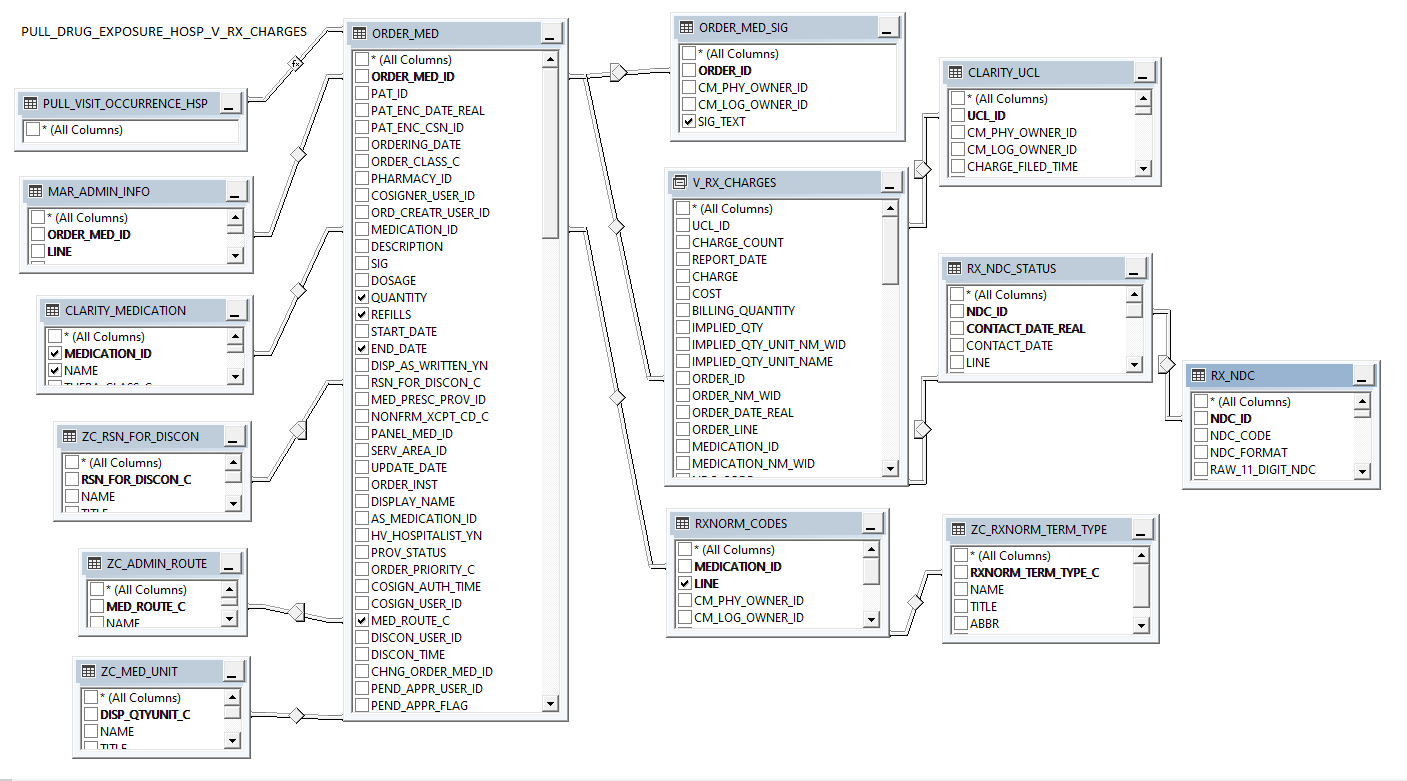 PULL_DRUG_EXPOSURE_HOSP_V_RX_CHARGES
PULL_VISIT_OCCURRENCE_HSP
* (All Columns)
MAR_ADMIN_INFO
* (All Columns)
ORDER_MED_ID
LINE
CLARITY_MEDICATION
* (All Columns)
MEDICATION_ID
NAME
ZC_RSN_FOR_DISCON
* (All Columns)
RSN_FOR_DISCON_C
NAME
TITLE
ZC_ADMIN_ROUTE
* (All Columns)
MED_ROUTE_C
NAME
ZC_MED_UNIT
* (All Columns)
DISP_QTYUNIT_C
NAME
TITLE
fx
ORDER_MED
* (All Columns)
ORDER_MED_ID
PAT_ID
PAT_ENC_DATE_REAL
PAT_ENC_CSN_ID
ORDERING_DATE
ORDER_CLASS_C
PHARMACY_ID
COSIGNER_USER_ID
ORD_CREATR_USER_ID
MEDICATION_ID
DESCRIPTION
SIG
DOSAGE
QUANTITY
REFILLS
START_DATE
END_DATE
DISP_AS_WRITTEN_YN
RSN_FOR_DISCON_C
MED_PRESC_PROV_ID
NONFRM_XCPT_CD_C
PANEL_MED_ID
SERV_AREA_ID
UPDATE_DATE
ORDER_INST
DISPLAY_NAME
AS_MEDICATION_ID
HV_HOSPITALIST_YN
PROV_STATUS
ORDER_PRIORITY_C
COSIGN_AUTH_TIME
COSIGN_USER_ID
MED_ROUTE_C
DISCON_USER_ID
DISCON_TIME
CHNG_ORDER_MED_ID
PEND_APPR_USER_ID
PEND_APPR_FLAG
ORDER_MED_SIG
* (All Columns)
ORDER_ID
CM_PHY_OWNER_ID
CM_LOG_OWNER_ID
SIG_TEXT
V_RX_CHARGES
* (All Columns)
UCL_ID
CHARGE_COUNT
REPORT_DATE
CHARGE
COST
BILLING_QUANTITY
IMPLIED_QTY
IMPLIED_QTY_UNIT_NM_WID
IMPLIED_QTY_UNIT_NAME
ORDER_ID
ORDER_NM_WID
ORDER_DATE_REAL
ORDER_LINE
MEDICATION_ID
MEDICATION_NM_WID
RXNORM_CODES
* (All Columns)
MEDICATION_ID
LINE
CM_PHY_OWNER_ID
CM_LOG_OWNER_ID
CLARITY_UCL
* (All Columns)
UCL_ID
CM_PHY_OWNER_ID
CM_LOG_OWNER_ID
CHARGE_FILED_TIME
RX_NDC_STATUS
* (All Columns)
NDC_ID
CONTACT_DATE_REAL
CONTACT_DATE
LINE
ZC_RXNORM_TERM_TYPE
* (All Columns)
RXNORM_TERM_TYPE_C
NAME
TITLE
ABBR
RX_NDC
* (All Columns)
NDC_ID
NDC_CODE
NDC_FORMAT
RAW_11_DIGIT_NDC